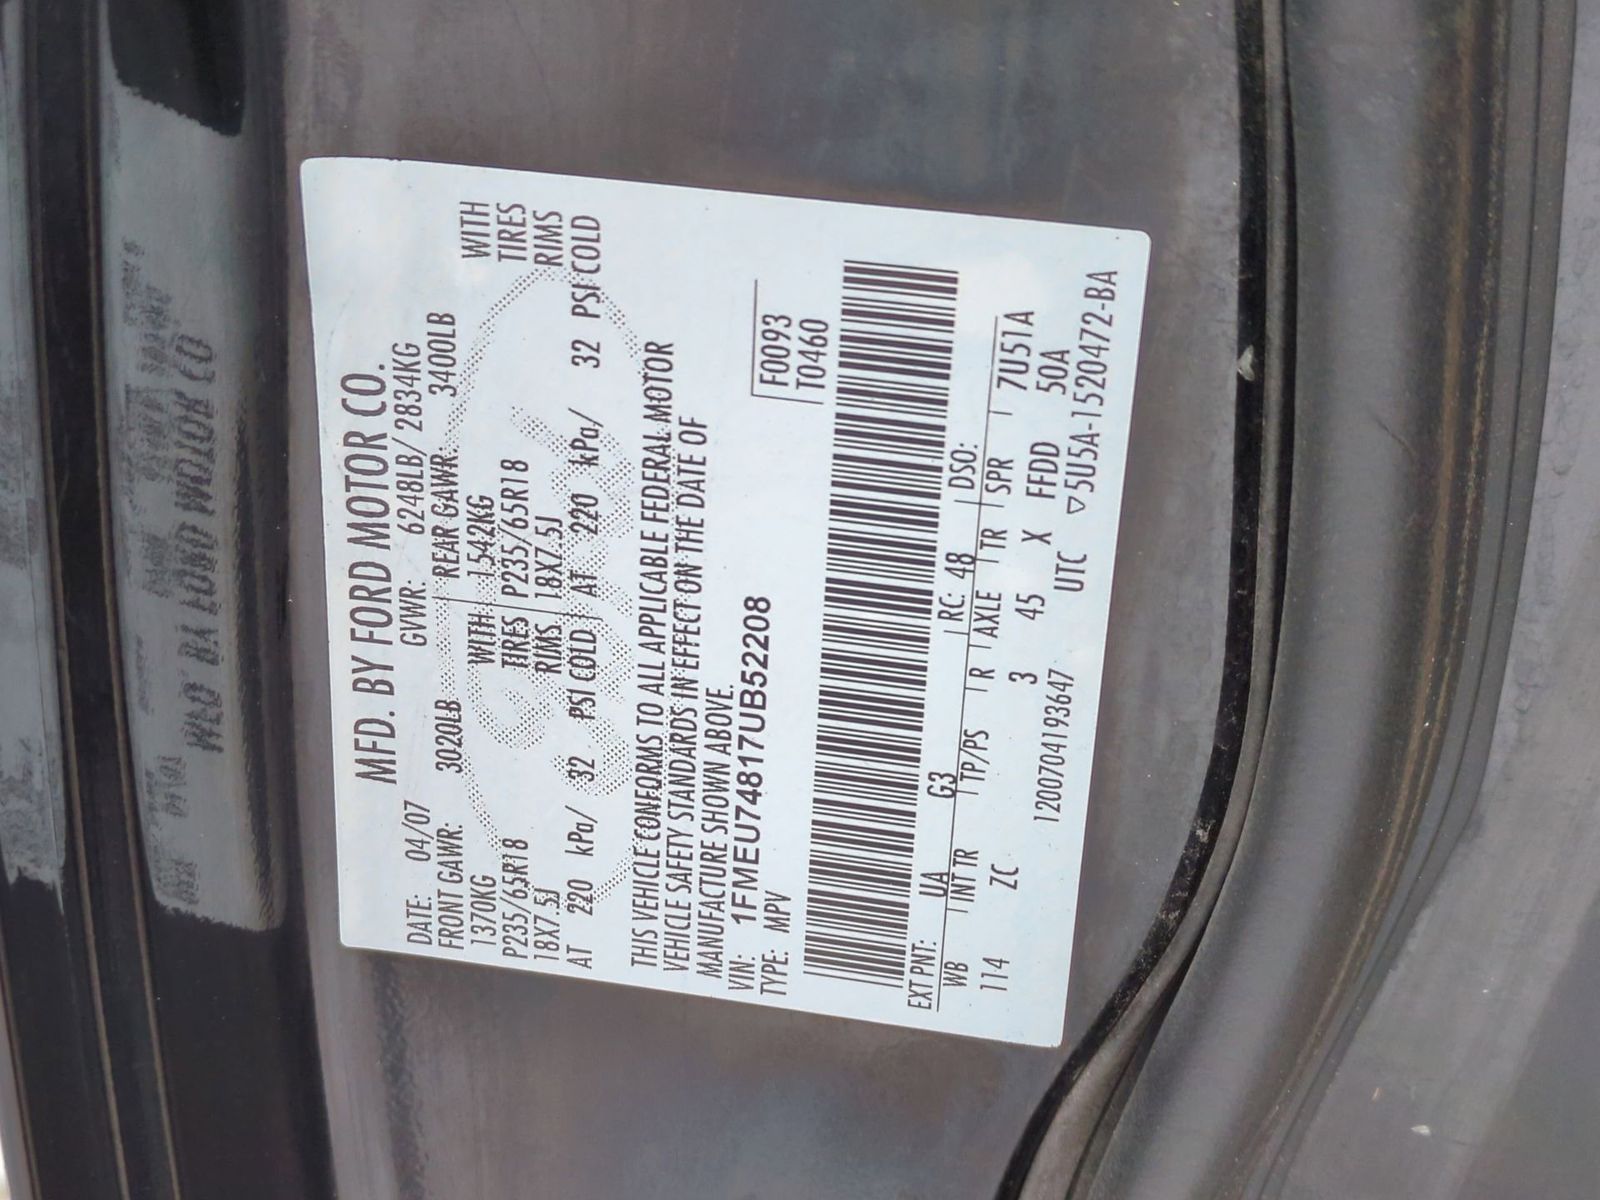 MFD. BY FORD MOTOR CO.
DATE: 04/07 GVWR: 6248LB/ 2834KG
FRONT GAWR: 3020LB REAR GAWR: 3400LB
1370KG WITH 1542KG WITH
P235/65R18 TIRES P235/65R18 TIRES
18X7.5J RIMS 18X7.5J RIMS
AT 220 kPa/ 32 PSI COLD AT 220 kPa/ 32 PSI COLD
THIS VEHICLE CONFORMS TO ALL APPLICABLE FEDERAL MOTOR
VEHICLE SAFETY STANDARDS IN EFFECT ON THE DATE OF
MANUFACTURE SHOWN ABOVE.
VIN: 1FMEU74817UB52208 F0093
TYPE: MPV T0460
EXT PNT: UA G3 RC: 48 DSO:
WB INT TR TP/PS R AXLE TR SPR 7U51A
114 ZC 3 45 X FFDD 50A
1200704193647 UTC ▽5U5A-1520472-BA